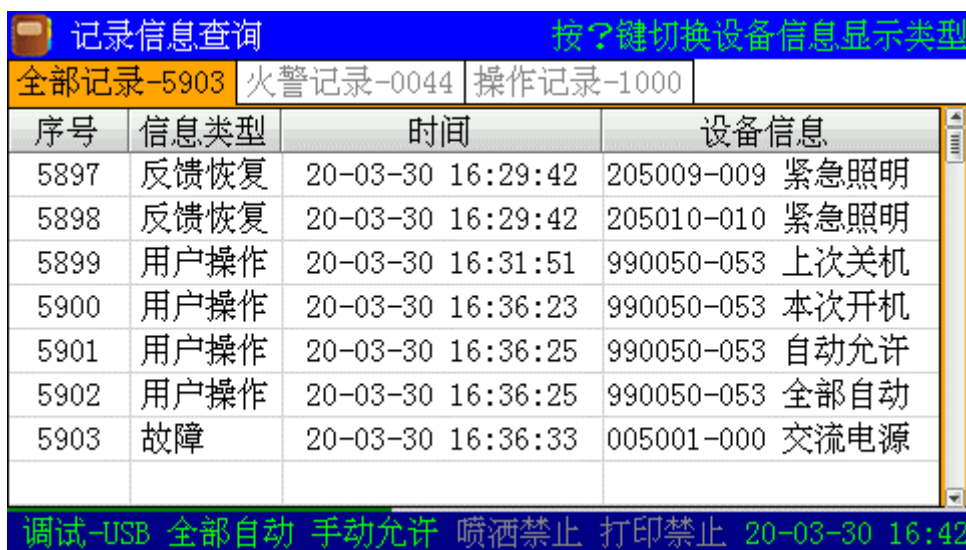 记录信息查询 按?键切换设备信息显示类型
全部记录-5903 火警记录-0044 操作记录-1000
序号 信息类型 时间 设备信息
5897 反馈恢复 20-03-30 16:29:42 205009-009 紧急照明
5898 反馈恢复 20-03-30 16:29:42 205010-010 紧急照明
5899 用户操作 20-03-30 16:31:51 990050-053 上次关机
5900 用户操作 20-03-30 16:36:23 990050-053 本次开机
5901 用户操作 20-03-30 16:36:25 990050-053 自动允许
5902 用户操作 20-03-30 16:36:25 990050-053 全部自动
5903 故障 20-03-30 16:36:33 005001-000 交流电源
调试-USB 全部自动 手动允许 喷洒禁止 打印禁止 20-03-30 16:42